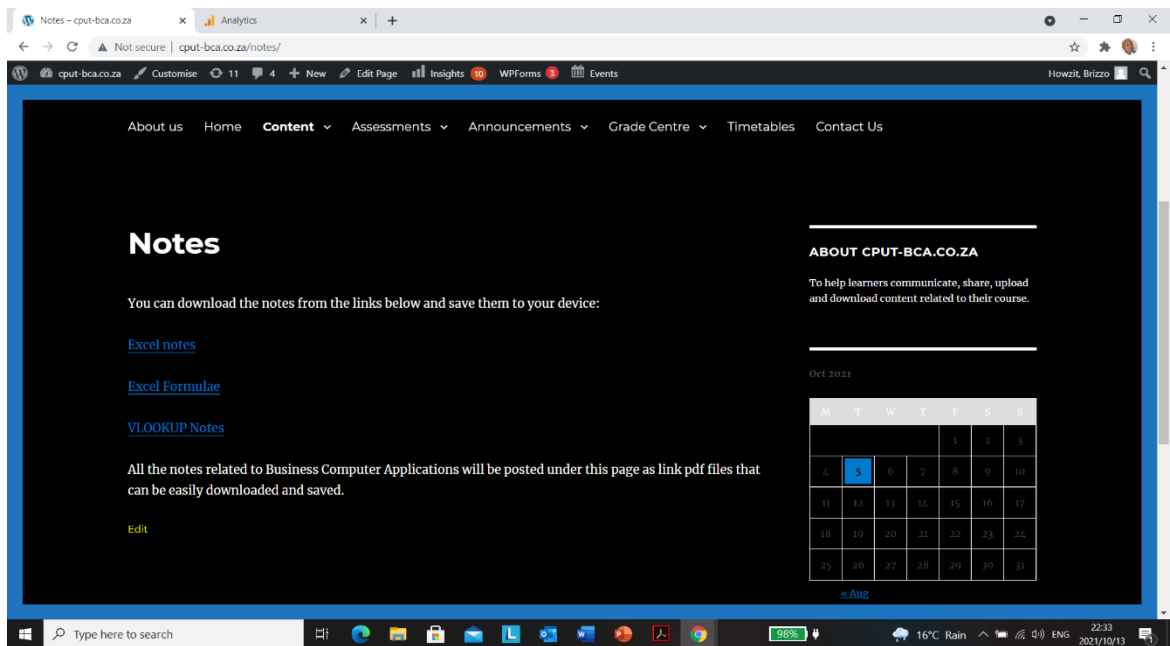 Notes – cput-bca.co.za
Analytics
Not secure | cput-bca.co.za/notes/
cput-bca.co.za Customise 11 4 New Edit Page Insights 10 WPForms 3 Events Howzit, Brizzo
About us Home Content Assessments Announcements Grade Centre Timetables Contact Us
Notes
You can download the notes from the links below and save them to your device:
Excel notes
Excel Formulae
VLOOKUP Notes
All the notes related to Business Computer Applications will be posted under this page as link pdf files that
can be easily downloaded and saved.
Edit
ABOUT CPUT-BCA.CO.ZA
To help learners communicate, share, upload
and download content related to their course.
Oct 2021
M T W T F S S
1 2 3
4 5 6 7 8 9 10
11 12 13 14 15 16 17
18 19 20 21 22 23 24
25 26 27 28 29 30 31
« Aug
Type here to search
98%
16°C Rain
ENG
22:33
2021/10/13
1